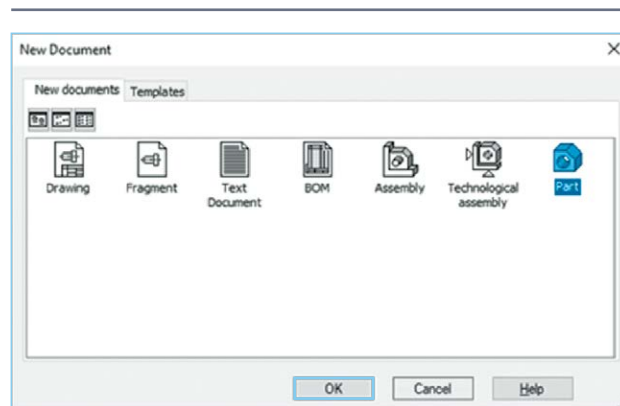 New Document
New documents Templates
Drawing Fragment Text Document BOM Assembly Technological assembly Part
OK Cancel Help